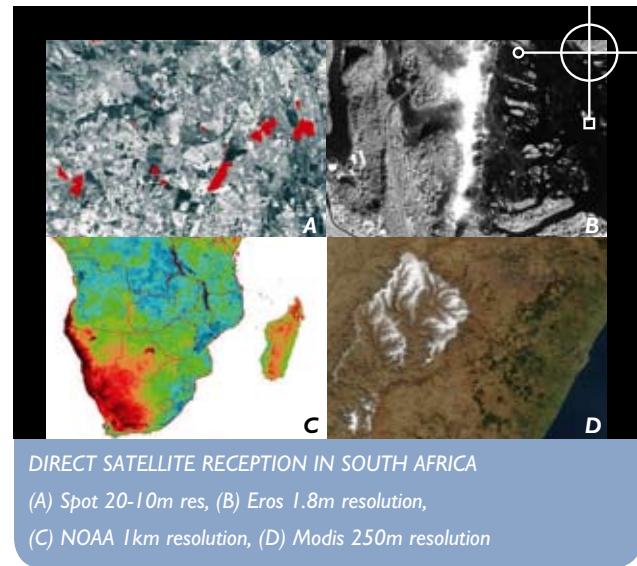 A
B
C
D
DIRECT SATELLITE RECEPTION IN SOUTH AFRICA
(A) Spot 20-10m res, (B) Eros 1.8m resolution,
(C) NOAA 1km resolution, (D) Modis 250m resolution